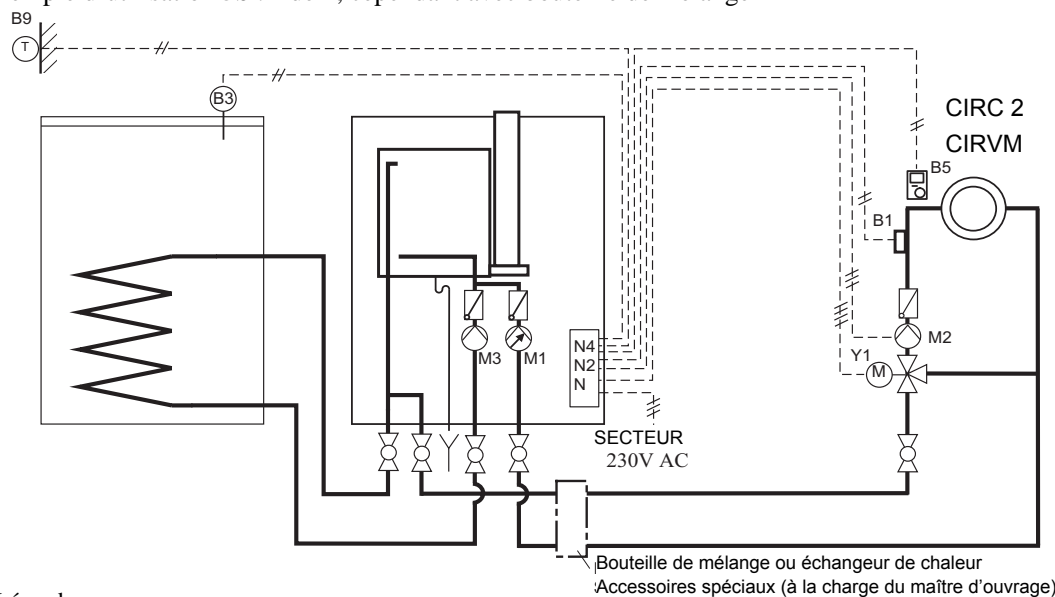 B9
T
B3
CIRC 2
CIRVM
B5
B1
M3
M1
N4
N2
N
M2
Y1
M
SECTEUR
230V AC
Bouteille de mélange ou échangeur de chaleur
Accessoires spéciaux (à la charge du maître d'ouvrage)